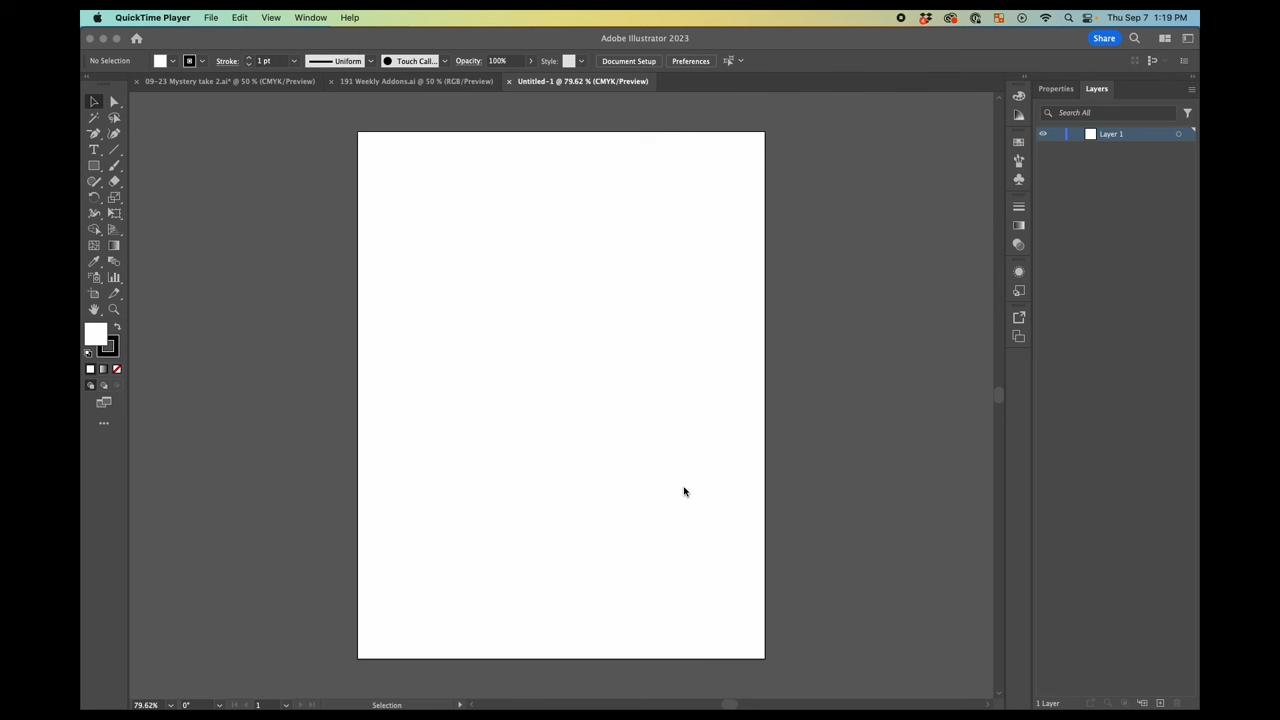 QuickTime Player File Edit View Window Help Thu Sep 7 1:19 PM
Adobe Illustrator 2023 Share
No Selection Stroke: 1 pt Uniform Touch Call... Opacity: 100% Style: Document Setup Preferences
× 09-23 Mystery take 2.ai* @ 50 % (CMYK/Preview) × 191 Weekly Addons.ai @ 50 % (RGB/Preview) × Untitled-1 @ 79.62 % (CMYK/Preview)
Properties Layers
Search All
Layer 1
79.62% 0° 1 Selection 1 Layer